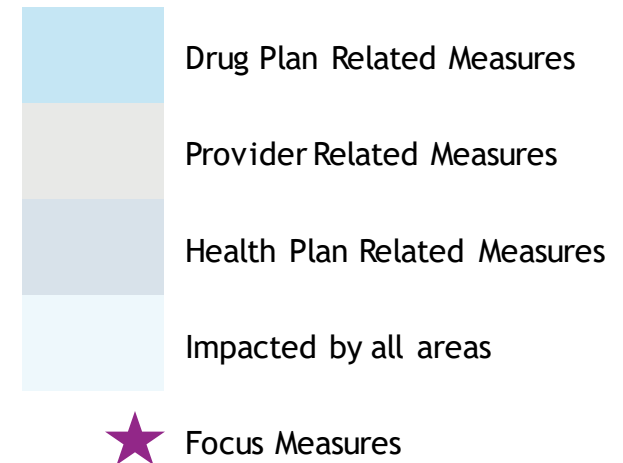 Drug Plan Related Measures
Provider Related Measures
Health Plan Related Measures
Impacted by all areas
Focus Measures